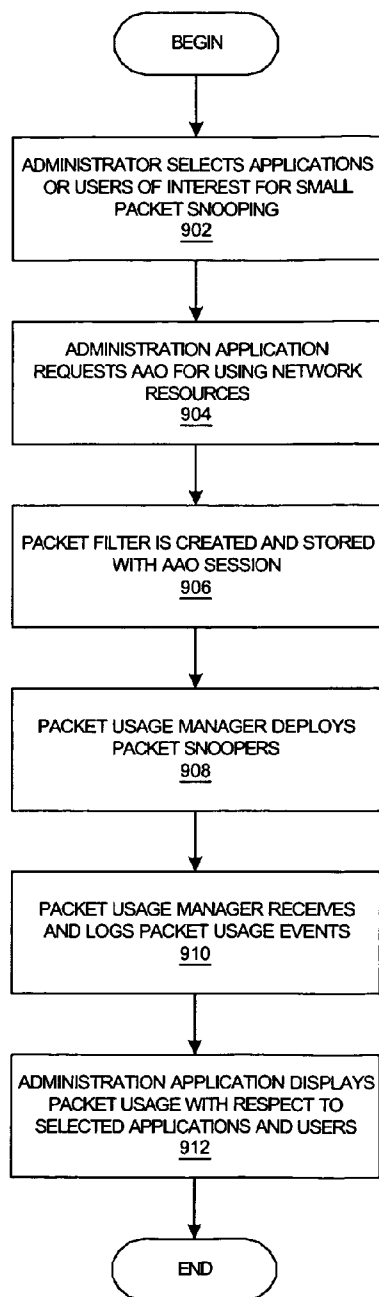 BEGIN
ADMINISTRATOR SELECTS APPLICATIONS
OR USERS OF INTEREST FOR SMALL
PACKET SNOOPING
902
ADMINISTRATION APPLICATION
REQUESTS AAO FOR USING NETWORK
RESOURCES
904
PACKET FILTER IS CREATED AND STORED
WITH AAO SESSION
906
PACKET USAGE MANAGER DEPLOYS
PACKET SNOOPERS
908
PACKET USAGE MANAGER RECEIVES
AND LOGS PACKET USAGE EVENTS
910
ADMINISTRATION APPLICATION DISPLAYS
PACKET USAGE WITH RESPECT TO
SELECTED APPLICATIONS AND USERS
912
END